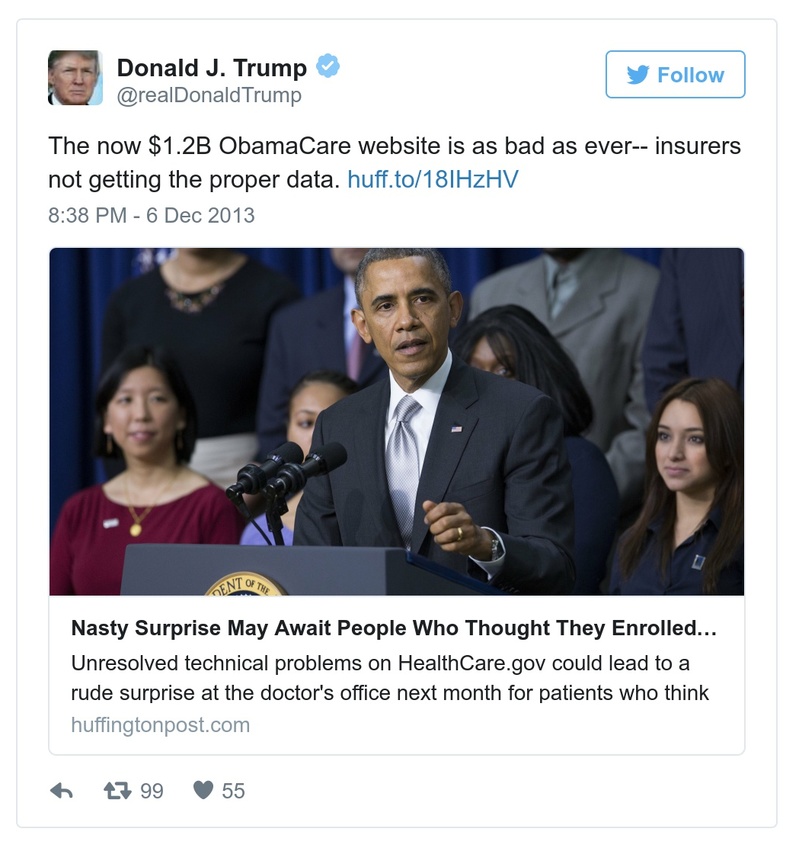 Donald J. Trump
@realDonaldTrump
Follow
The now $1.2B ObamaCare website is as bad as ever-- insurers
not getting the proper data. huff.to/18IHzHV
8:38 PM - 6 Dec 2013
DENT OF THE
Nasty Surprise May Await People Who Thought They Enrolled…
Unresolved technical problems on HealthCare.gov could lead to a
rude surprise at the doctor's office next month for patients who think
huffingtonpost.com
99
55